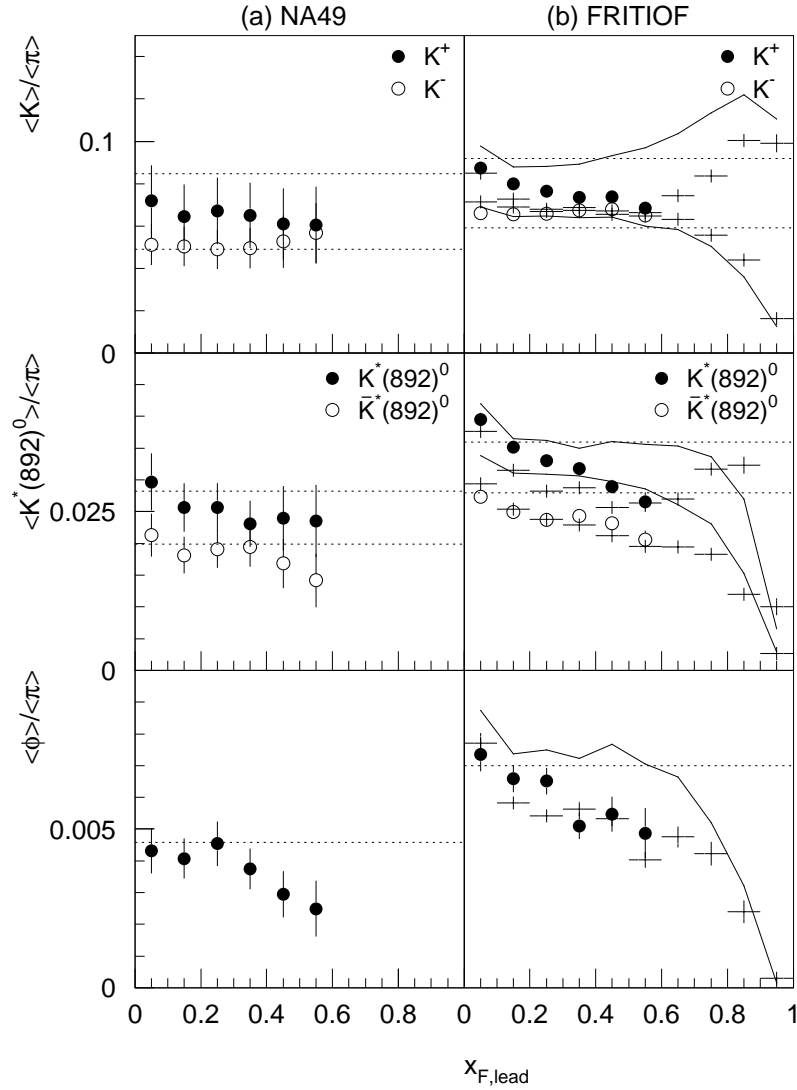 (a) NA49 (b) FRITIOF
<K>/<π>
K⁺ K⁺
K⁻ K⁻
0.1
0
<K*(892)⁰>/<π>
K*(892)⁰ K*(892)⁰
K̄*(892)⁰ K̄*(892)⁰
0.025
0
<ϕ>/<π>
0.005
0
0 0.2 0.4 0.6 0.8 0 0.2 0.4 0.6 0.8 1
x_F,lead